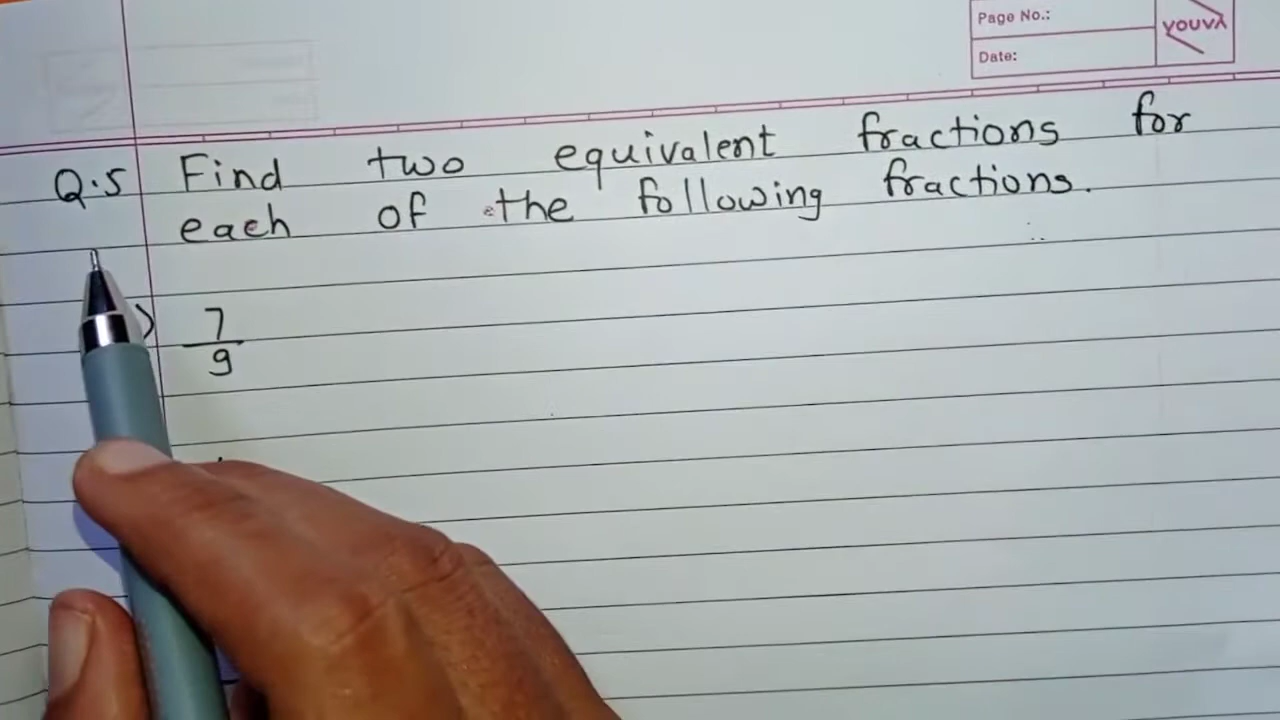 Page No.:
YOUVA
Date:
Q.5 Find two equivalent fractions for
each of the following fractions.
) 7
9